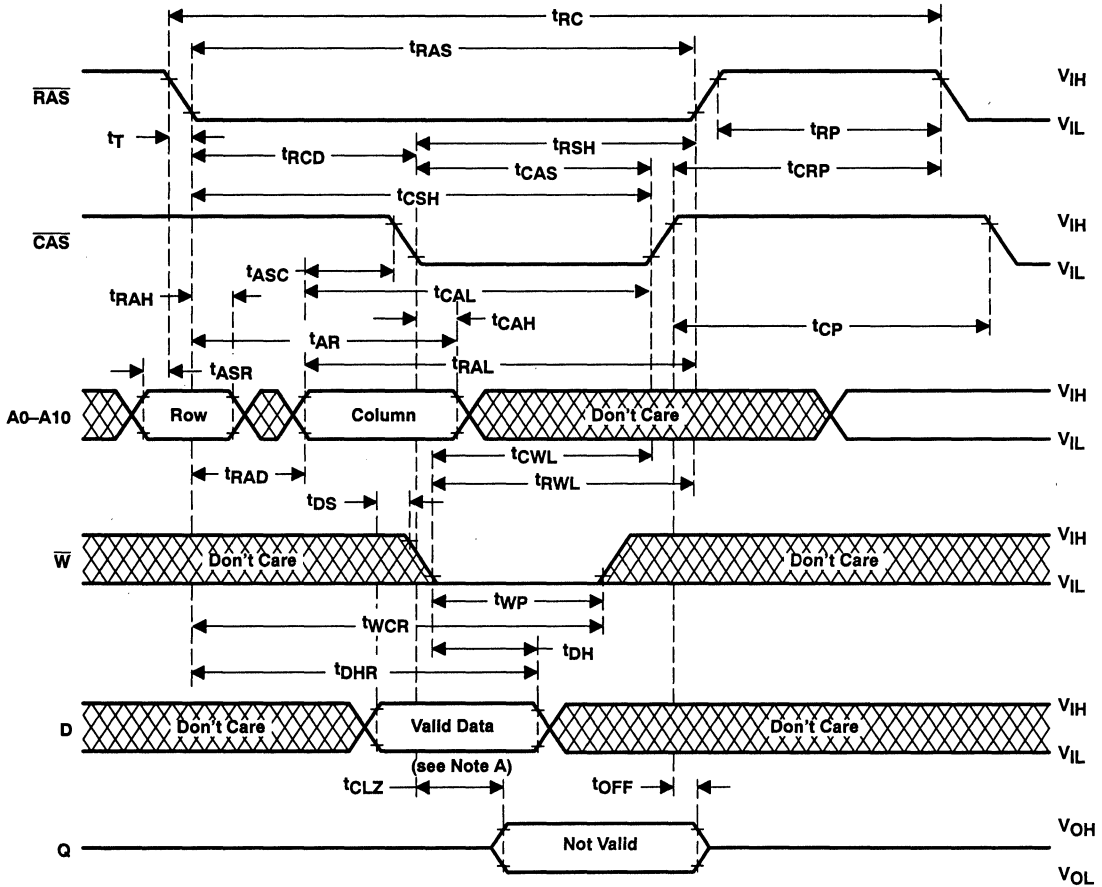 tRC
tRAS
RAS
VIH
VIL
tT
tRP
tRCD
tRSH
tCAS
tCRP
tCSH
CAS
VIH
VIL
tASC
tRAH
tCAL
tCAH
tCP
tAR
tASR
tRAL
A0–A10
Row
Column
Don't Care
VIH
VIL
tCWL
tRAD
tRWL
tDS
W
Don't Care
Don't Care
VIH
VIL
tWP
tWCR
tDH
tDHR
D
Don't Care
Valid Data
Don't Care
VIH
VIL
(see Note A)
tCLZ
tOFF
Q
Not Valid
VOH
VOL